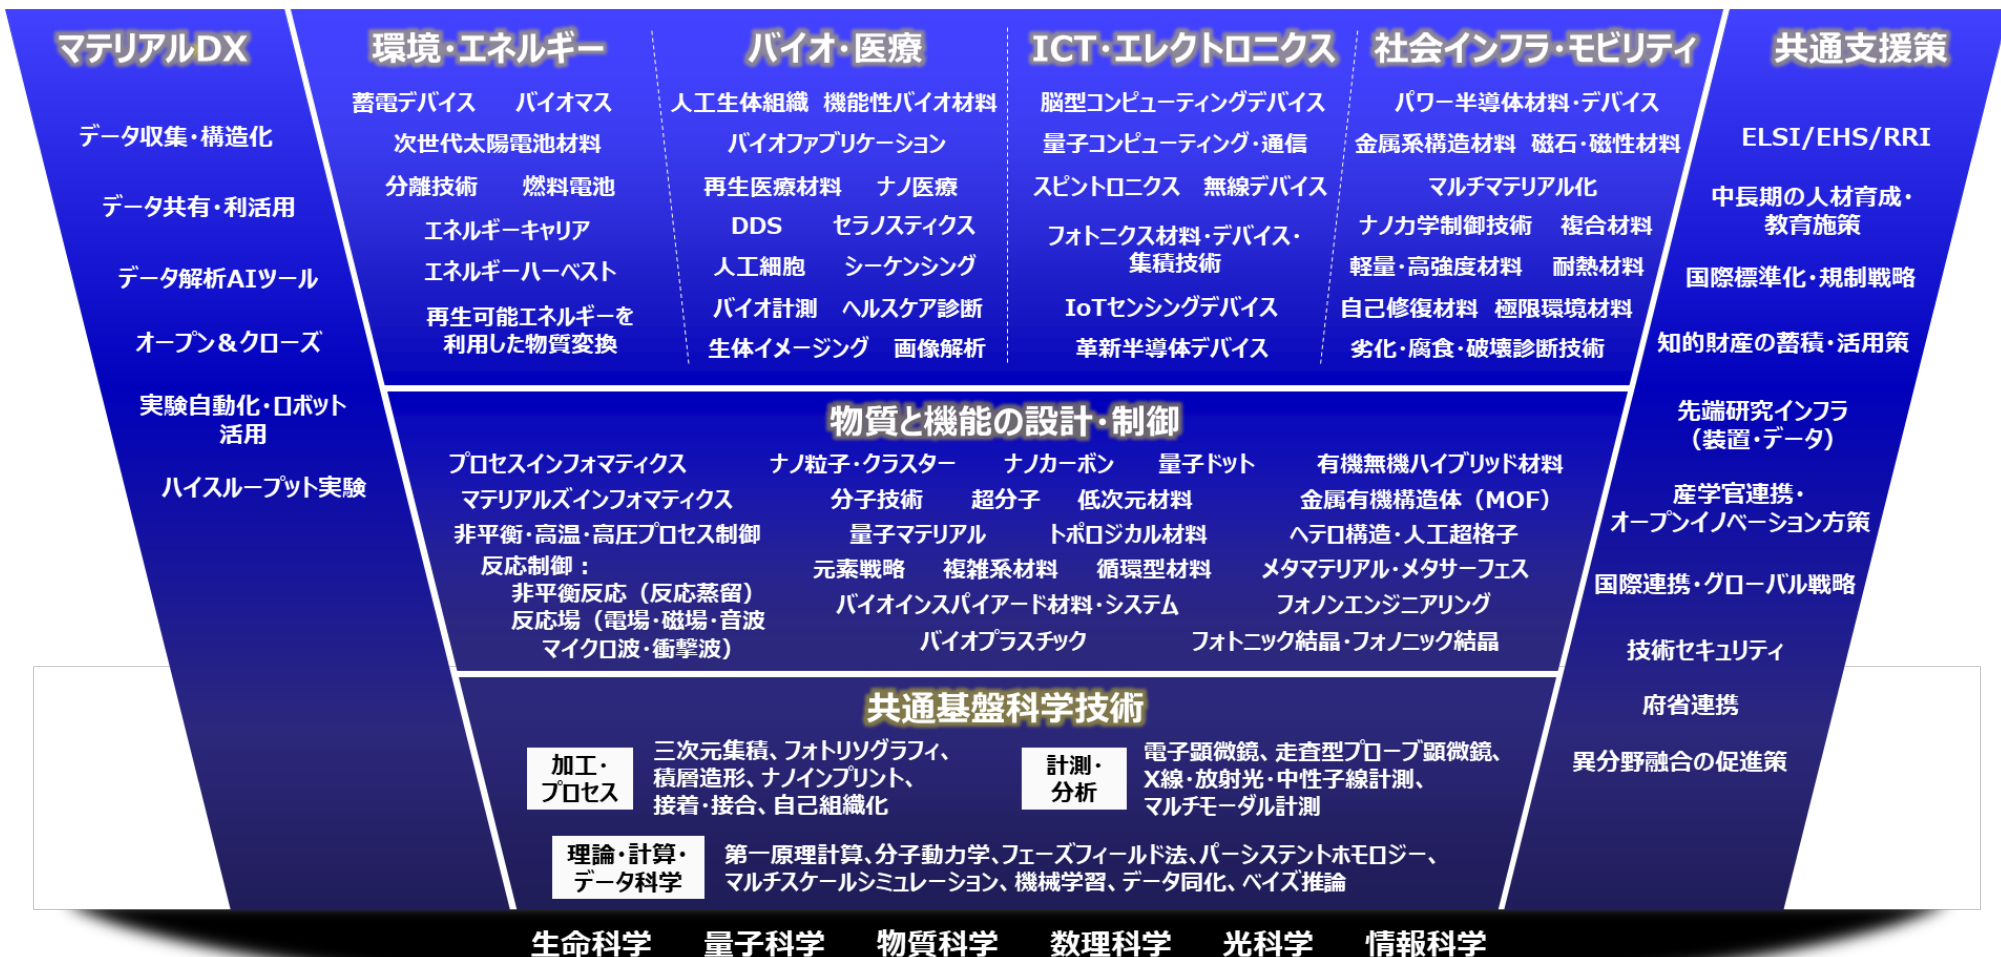 マテリアルDX
データ収集・構造化
データ共有・利活用
データ解析AIツール
オープン＆クローズ
実験自動化・ロボット
活用
ハイスループット実験
環境・エネルギー
蓄電デバイス　バイオマス
次世代太陽電池材料
分離技術　燃料電池
エネルギーキャリア
エネルギーハーベスト
再生可能エネルギーを
利用した物質変換
バイオ・医療
人工生体組織　機能性バイオ材料
バイオファブリケーション
再生医療材料　ナノ医療
DDS　セラノスティクス
人工細胞　シーケンシング
バイオ計測　ヘルスケア診断
生体イメージング　画像解析
ICT・エレクトロニクス
脳型コンピューティングデバイス
量子コンピューティング・通信
スピントロニクス　無線デバイス
フォトニクス材料・デバイス・
集積技術
IoTセンシングデバイス
革新半導体デバイス
社会インフラ・モビリティ
パワー半導体材料・デバイス
金属系構造材料　磁石・磁性材料
マルチマテリアル化
ナノ力学制御技術　複合材料
軽量・高強度材料　耐熱材料
自己修復材料　極限環境材料
劣化・腐食・破壊診断技術
共通支援策
ELSI/EHS/RRI
中長期の人材育成・
教育施策
国際標準化・規制戦略
知的財産の蓄積・活用策
先端研究インフラ
（装置・データ）
産学官連携・
オープンイノベーション方策
国際連携・グローバル戦略
技術セキュリティ
府省連携
異分野融合の促進策
物質と機能の設計・制御
プロセスインフォマティクス　ナノ粒子・クラスター　ナノカーボン　量子ドット　有機無機ハイブリッド材料
マテリアルズインフォマティクス　分子技術　超分子　低次元材料　金属有機構造体（MOF）
非平衡・高温・高圧プロセス制御　量子マテリアル　トポロジカル材料　ヘテロ構造・人工超格子
反応制御：　元素戦略　複雑系材料　循環型材料　メタマテリアル・メタサーフェス
非平衡反応（反応蒸留）　バイオインスパイアード材料・システム　フォノンエンジニアリング
反応場（電場・磁場・音波
マイクロ波・衝撃波）　バイオプラスチック　フォトニック結晶・フォノニック結晶
共通基盤科学技術
加工・
プロセス
三次元集積、フォトリソグラフィ、
積層造形、ナノインプリント、
接着・接合、自己組織化
計測・
分析
電子顕微鏡、走査型プローブ顕微鏡、
X線・放射光・中性子線計測、
マルチモーダル計測
理論・計算・
データ科学
第一原理計算、分子動力学、フェーズフィールド法、パーシステントホモロジー、
マルチスケールシミュレーション、機械学習、データ同化、ベイズ推論
生命科学　量子科学　物質科学　数理科学　光科学　情報科学